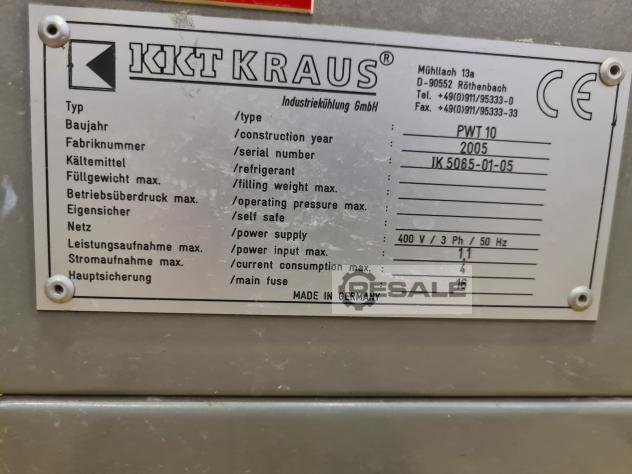 KKT KRAUS®
Industriekühlung GmbH
Mühllach 13a
D-90552 Röthenbach
Tel. +49(0)911/95333-0
Fax. +49(0)911/95333-33
CE
Typ /type : PWT 10
Baujahr /construction year : 2005
Fabriknummer /serial number : IK 5065-01-05
Kältemittel /refrigerant :
Füllgewicht max. /filling weight max. :
Betriebsüberdruck max. /operating pressure max. :
Eigensicher /self safe :
Netz /power supply : 400 V / 3 Ph / 50 Hz
Leistungsaufnahme max. /power input max. : 1,1
Stromaufnahme max. /current consumption max. : 4
Hauptsicherung /main fuse : 16
MADE IN GERMANY
RESALE